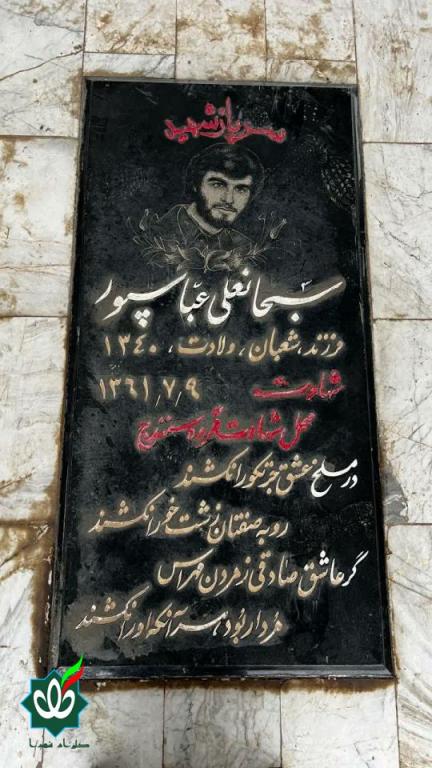 سرباز شهید
سبحانعلی عباسپور
فرزند، شعبان، ولادت، ۱۳۴۰
شهادت ۱۳۶۱/۷/۹
محل شهادت سنندج
در مسلخ عشق جز نکو را نکشند
روبه صفتان زشت خو را نکشند
گر عاشق صادقی ز مردن مهراس
مردار بود هر آنکه او را نکشند